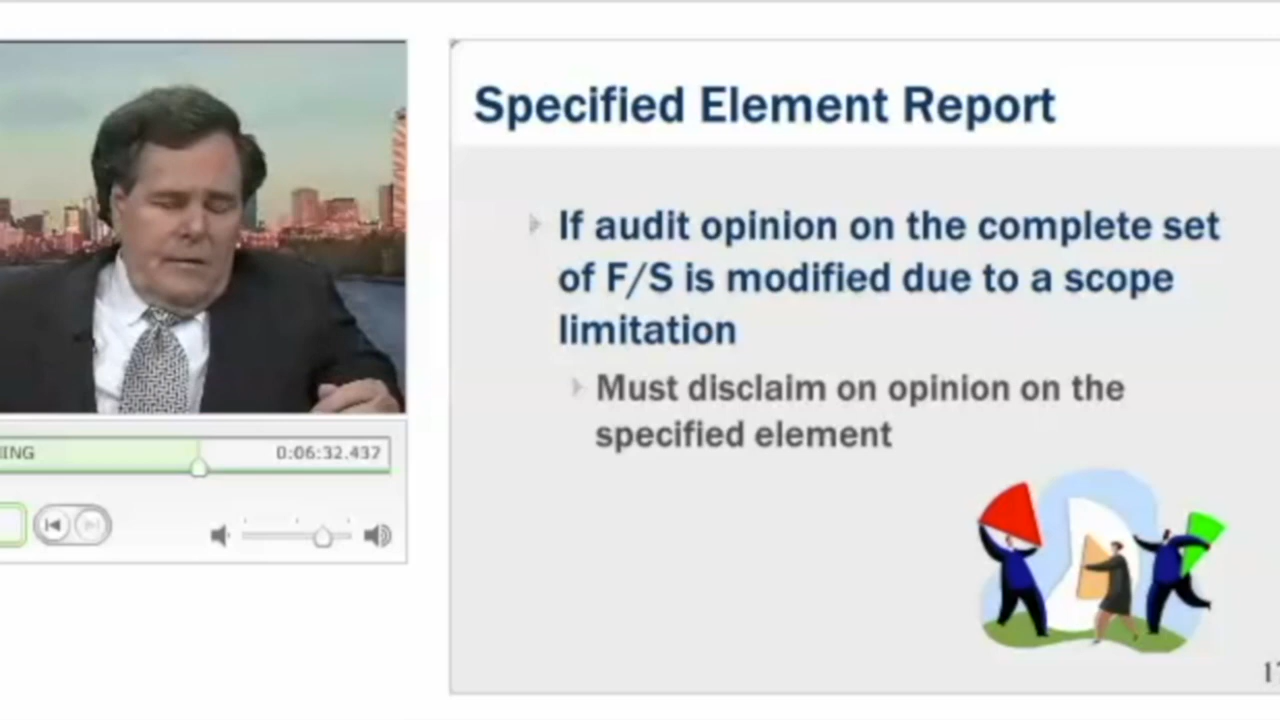 Specified Element Report
If audit opinion on the complete set
of F/S is modified due to a scope
limitation
Must disclaim on opinion on the
specified element
ING
0:06:32.437